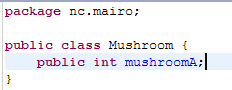 package nc.mairo;
public class Mushroom {
    public int mushroomA;
}